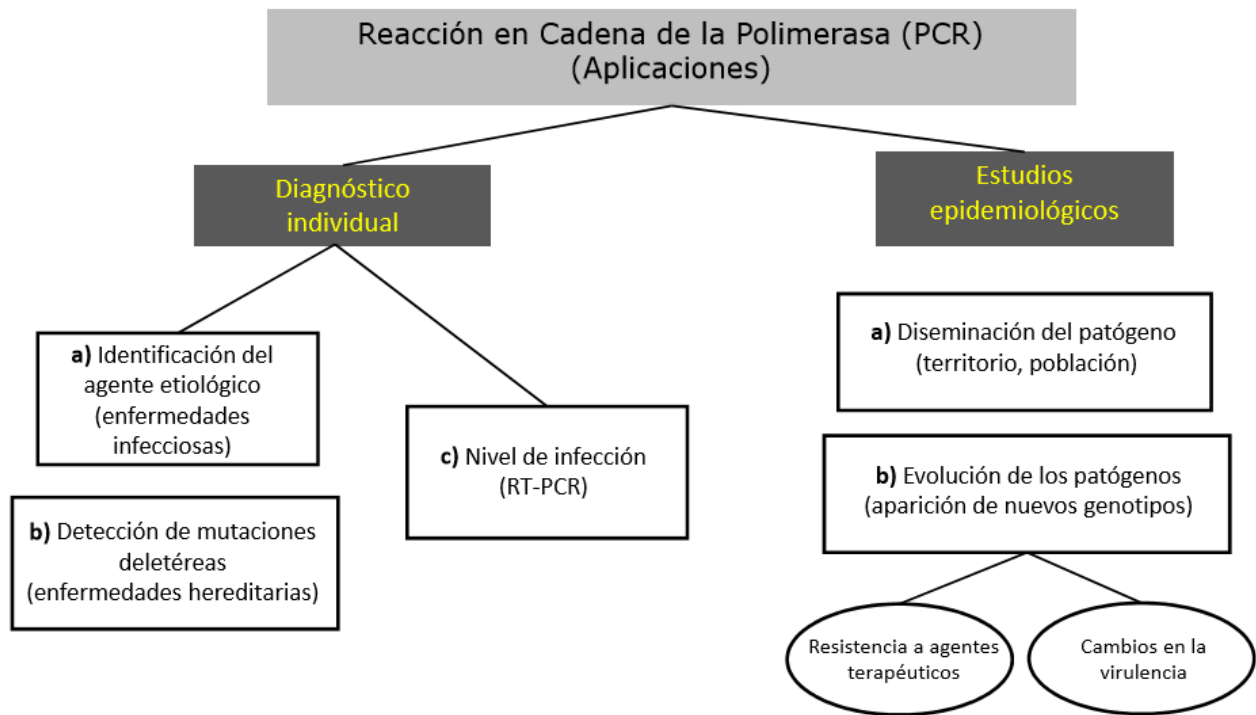 Reacción en Cadena de la Polimerasa (PCR)
(Aplicaciones)
Diagnóstico
individual
Estudios
epidemiológicos
a) Identificación del
agente etiológico
(enfermedades
infecciosas)
b) Detección de mutaciones
deletéreas
(enfermedades hereditarias)
c) Nivel de infección
(RT-PCR)
a) Diseminación del patógeno
(territorio, población)
b) Evolución de los patógenos
(aparición de nuevos genotipos)
Resistencia a agentes
terapéuticos
Cambios en la
virulencia